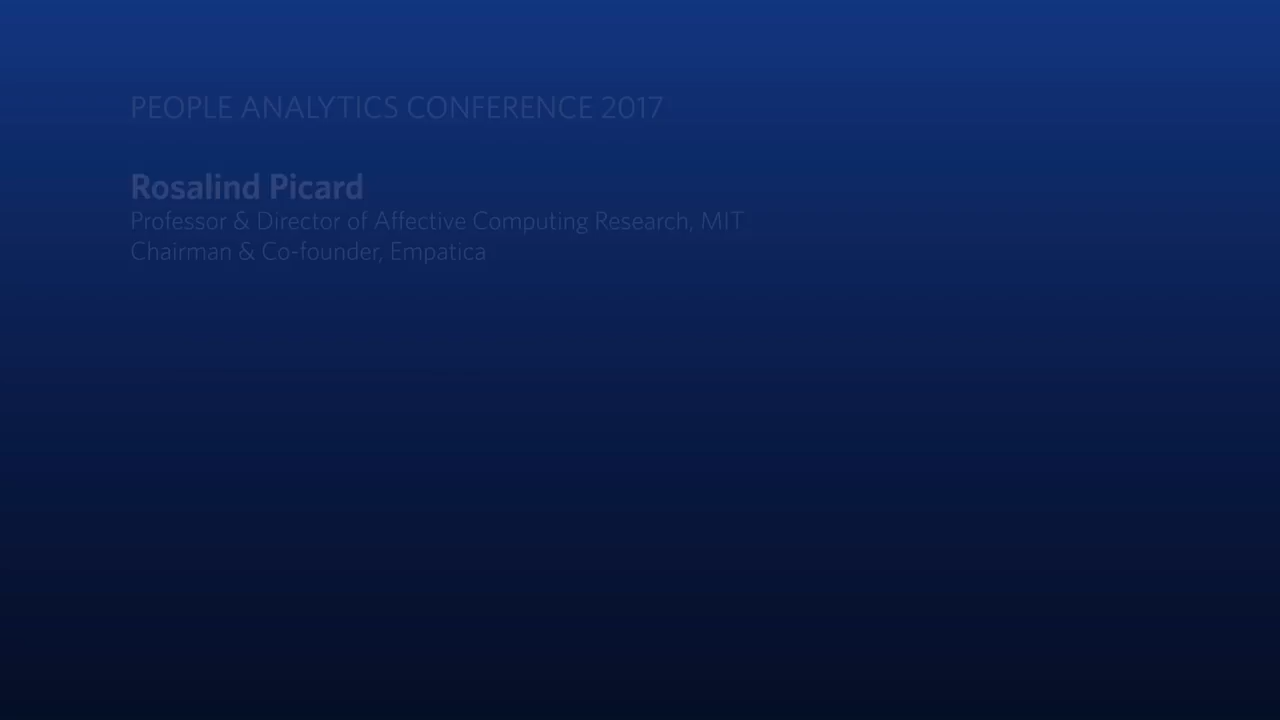 PEOPLE ANALYTICS CONFERENCE 2017
Rosalind Picard
Professor & Director of Affective Computing Research, MIT
Chairman & Co-founder, Empatica